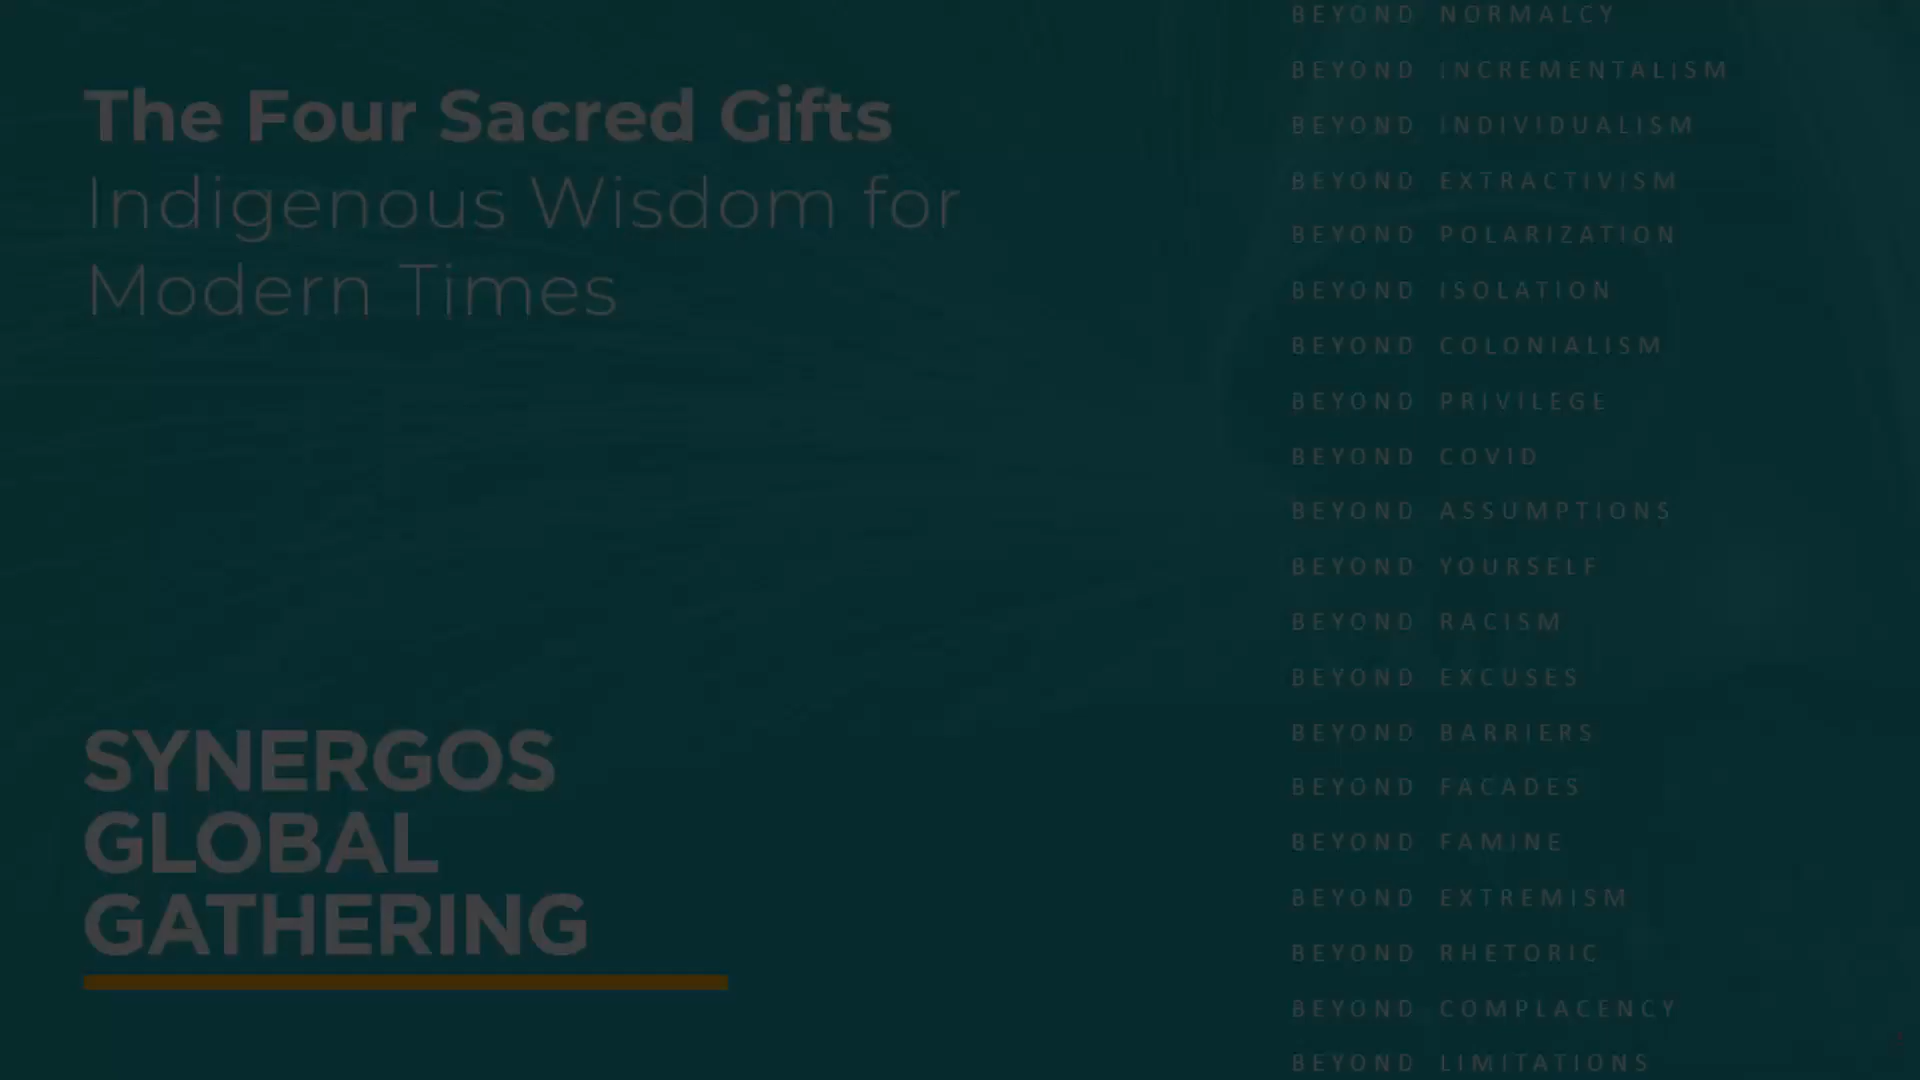 The Four Sacred Gifts
Indigenous Wisdom for
Modern Times
SYNERGOS
GLOBAL
GATHERING
BEYOND NORMALCY
BEYOND INCREMENTALISM
BEYOND INDIVIDUALISM
BEYOND EXTRACTIVISM
BEYOND POLARIZATION
BEYOND ISOLATION
BEYOND COLONIALISM
BEYOND PRIVILEGE
BEYOND COVID
BEYOND ASSUMPTIONS
BEYOND YOURSELF
BEYOND RACISM
BEYOND EXCUSES
BEYOND BARRIERS
BEYOND FACADES
BEYOND FAMINE
BEYOND EXTREMISM
BEYOND RHETORIC
BEYOND COMPLACENCY
BEYOND LIMITATIONS